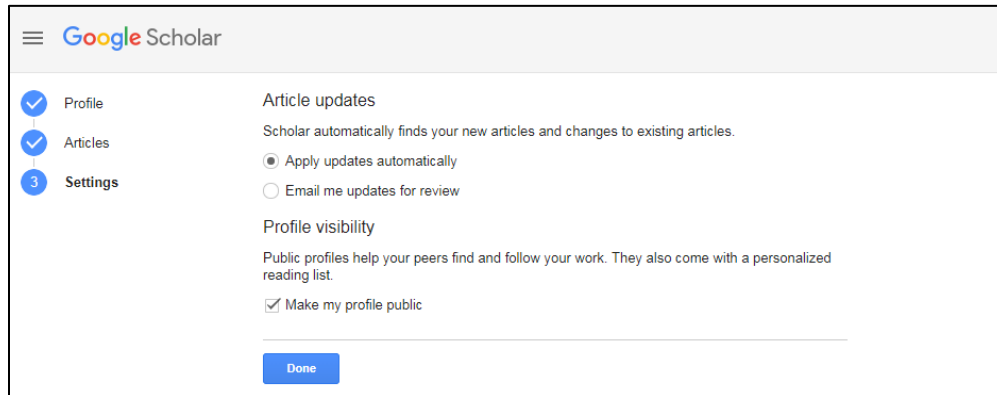 Google Scholar
Profile
Articles
3 Settings
Article updates
Scholar automatically finds your new articles and changes to existing articles.
Apply updates automatically
Email me updates for review
Profile visibility
Public profiles help your peers find and follow your work. They also come with a personalized
reading list.
Make my profile public
Done